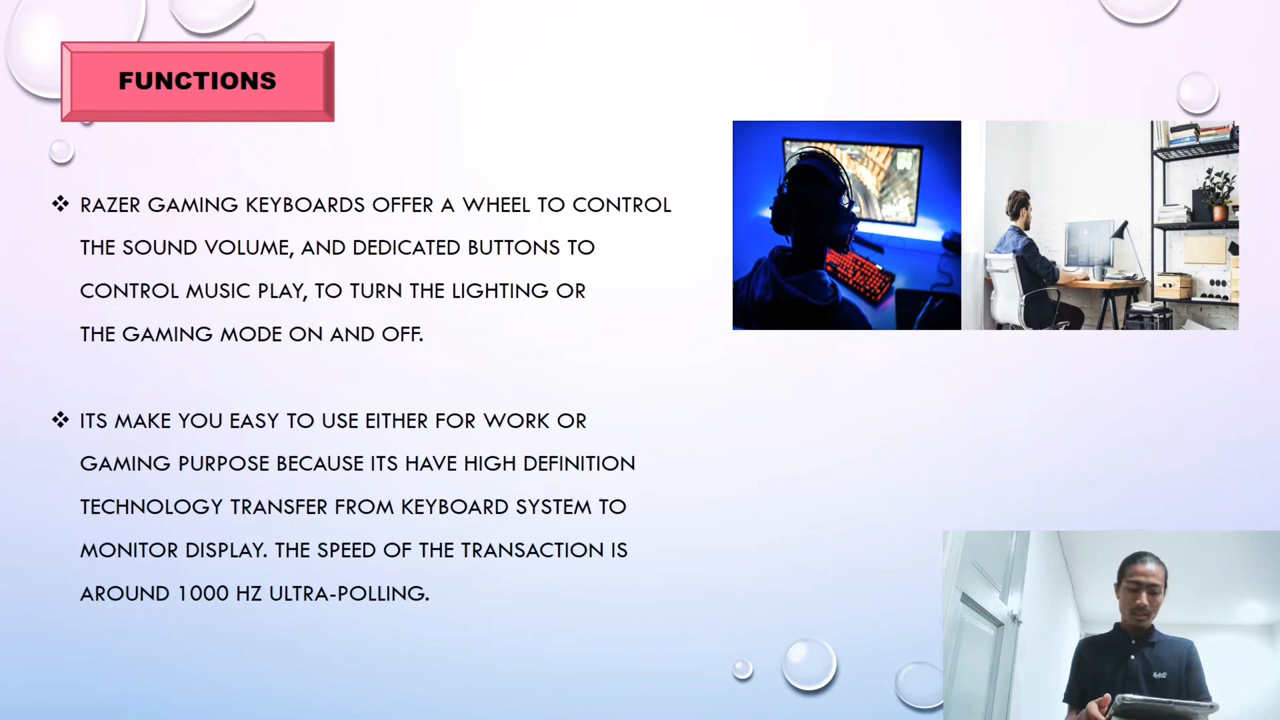 FUNCTIONS
❖ RAZER GAMING KEYBOARDS OFFER A WHEEL TO CONTROL
THE SOUND VOLUME, AND DEDICATED BUTTONS TO
CONTROL MUSIC PLAY, TO TURN THE LIGHTING OR
THE GAMING MODE ON AND OFF.
❖ ITS MAKE YOU EASY TO USE EITHER FOR WORK OR
GAMING PURPOSE BECAUSE ITS HAVE HIGH DEFINITION
TECHNOLOGY TRANSFER FROM KEYBOARD SYSTEM TO
MONITOR DISPLAY. THE SPEED OF THE TRANSACTION IS
AROUND 1000 HZ ULTRA-POLLING.